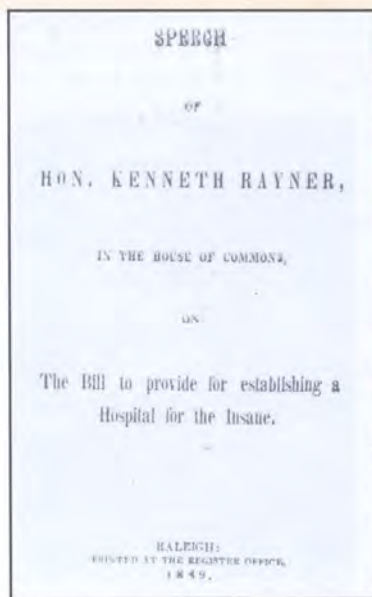 SPEECH
OF
HON. KENNETH RAYNER,
IN THE HOUSE OF COMMONS,
ON
The Bill to provide for establishing a
Hospital for the Insane.
RALEIGH:
PRINTED AT THE REGISTER OFFICE,
1849.